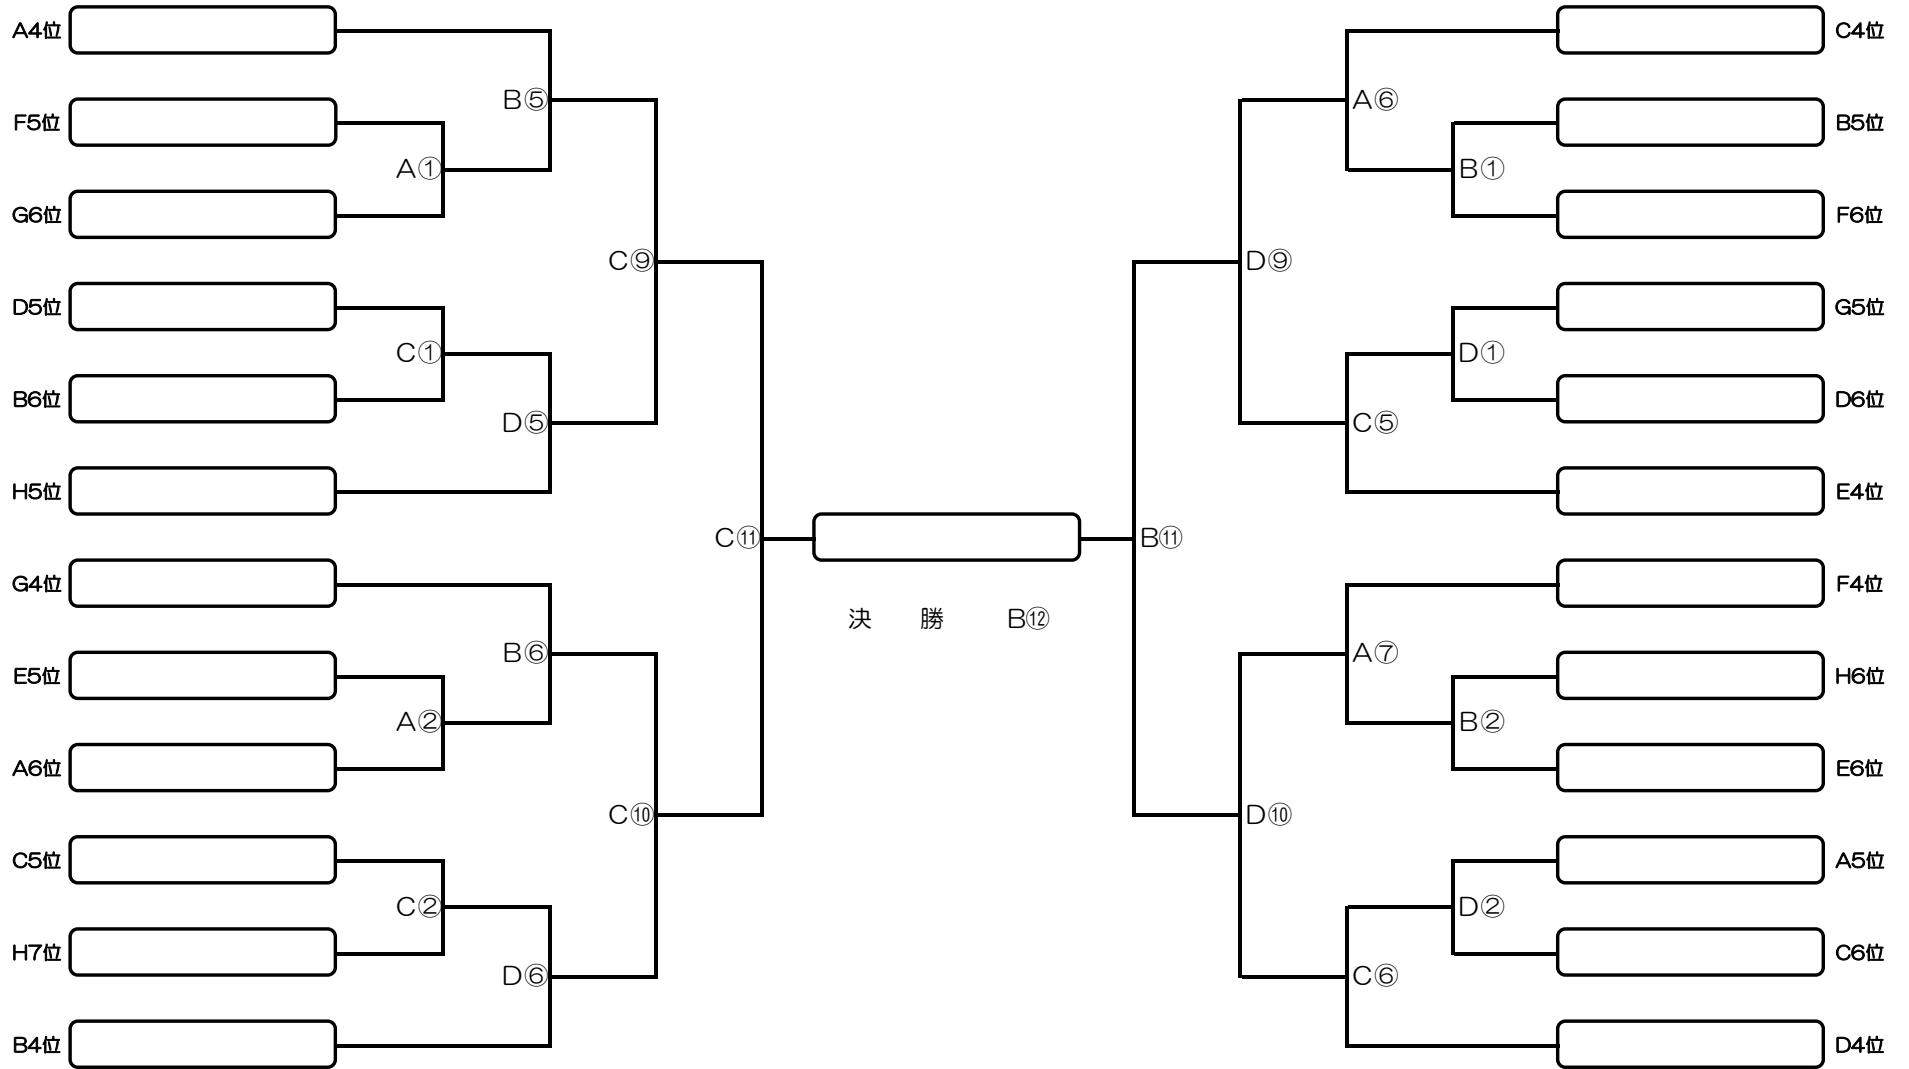 A4位 C4位
B⑤ A⑥
F5位 B5位
A① B①
G6位 F6位
C⑨ D⑨
D5位 G5位
C① D①
B6位 D6位
D⑤ C⑤
H5位 E4位
C⑪ B⑪
G4位 F4位
決 勝 B⑫
B⑥ A⑦
E5位 H6位
A② B②
A6位 E6位
C⑩ D⑩
C5位 A5位
C② D②
H7位 C6位
D⑥ C⑥
B4位 D4位